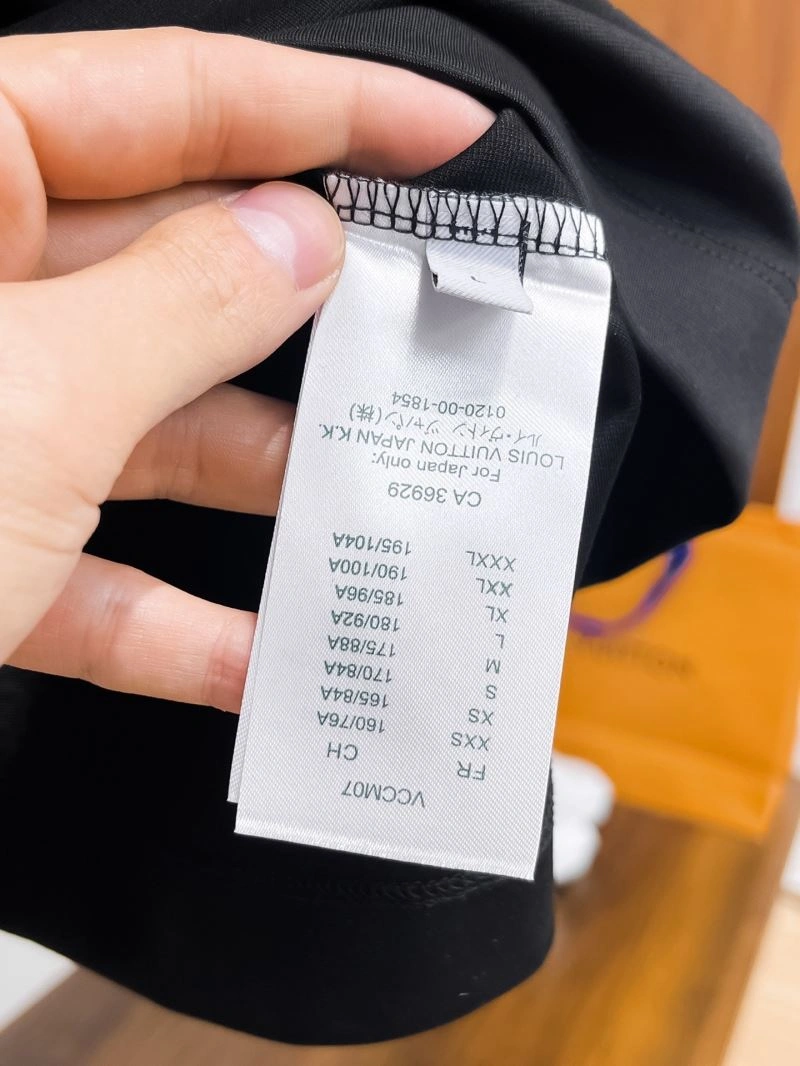 VCCM07
FR CH
XXS 160/76A
XS 165/84A
S 170/84A
M 175/88A
L 180/92A
XL 185/96A
XXL 190/100A
XXXL 195/104A
CA 36929
For Japan only:
LOUIS VUITTON JAPAN K.K.
ルイ・ヴィトン ジャパン(株)
0120-00-1854